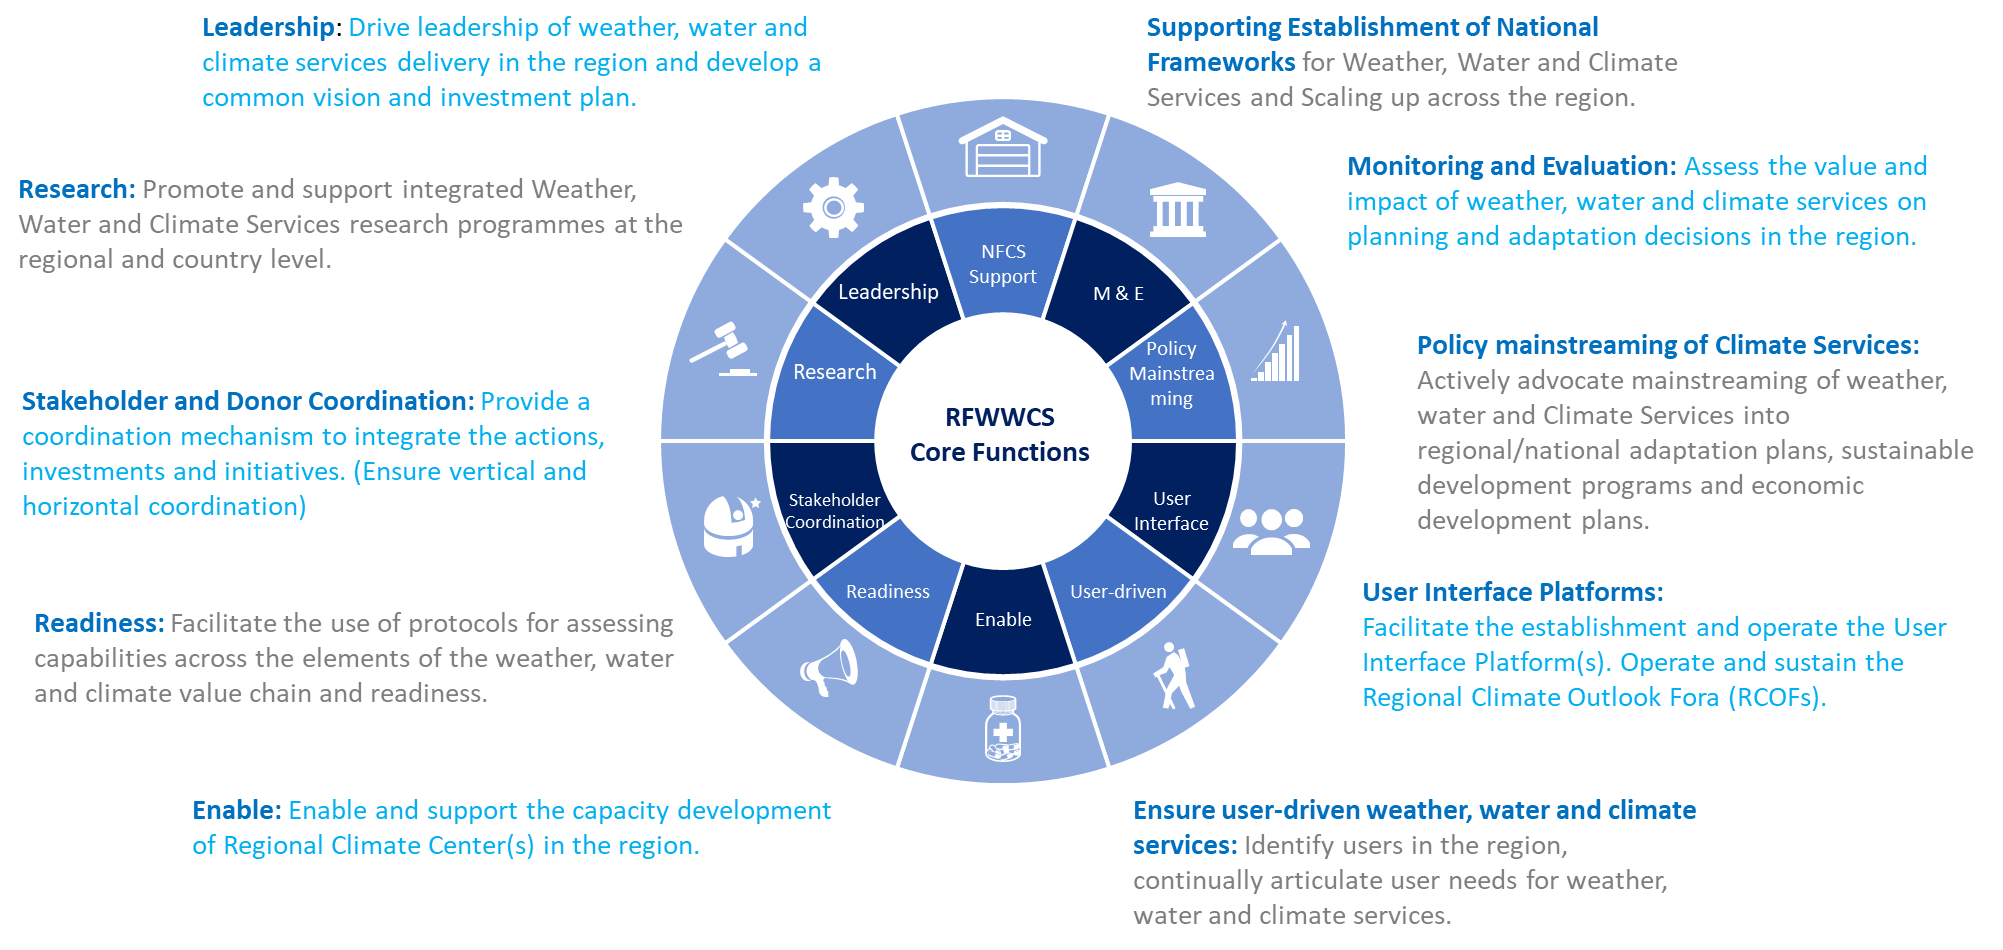 Leadership: Drive leadership of weather, water and
climate services delivery in the region and develop a
common vision and investment plan.
Supporting Establishment of National
Frameworks for Weather, Water and Climate
Services and Scaling up across the region.
Research: Promote and support integrated Weather,
Water and Climate Services research programmes at the
regional and country level.
Monitoring and Evaluation: Assess the value and
impact of weather, water and climate services on
planning and adaptation decisions in the region.
Stakeholder and Donor Coordination: Provide a
coordination mechanism to integrate the actions,
investments and initiatives. (Ensure vertical and
horizontal coordination)
Policy mainstreaming of Climate Services:
Actively advocate mainstreaming of weather,
water and Climate Services into
regional/national adaptation plans, sustainable
development programs and economic
development plans.
Readiness: Facilitate the use of protocols for assessing
capabilities across the elements of the weather, water
and climate value chain and readiness.
User Interface Platforms:
Facilitate the establishment and operate the User
Interface Platform(s). Operate and sustain the
Regional Climate Outlook Fora (RCOFs).
Enable: Enable and support the capacity development
of Regional Climate Center(s) in the region.
Ensure user-driven weather, water and climate
services: Identify users in the region,
continually articulate user needs for weather,
water and climate services.
NFCS
Support
M & E
Policy
Mainstrea
ming
User
Interface
User-driven
Enable
Readiness
Stakeholder
Coordination
Research
Leadership
RFWWCS
Core Functions